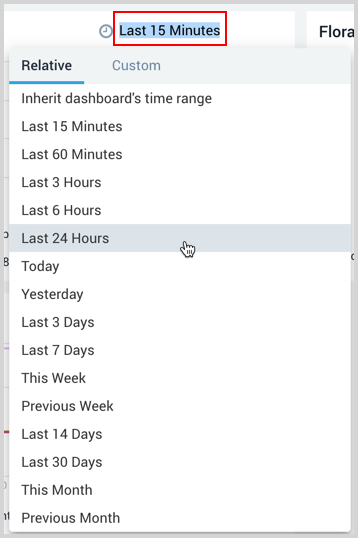 Last 15 Minutes
Flora
Relative
Custom
Inherit dashboard's time range
Last 15 Minutes
Last 60 Minutes
Last 3 Hours
Last 6 Hours
Last 24 Hours
Today
Yesterday
Last 3 Days
Last 7 Days
This Week
Previous Week
Last 14 Days
Last 30 Days
This Month
Previous Month